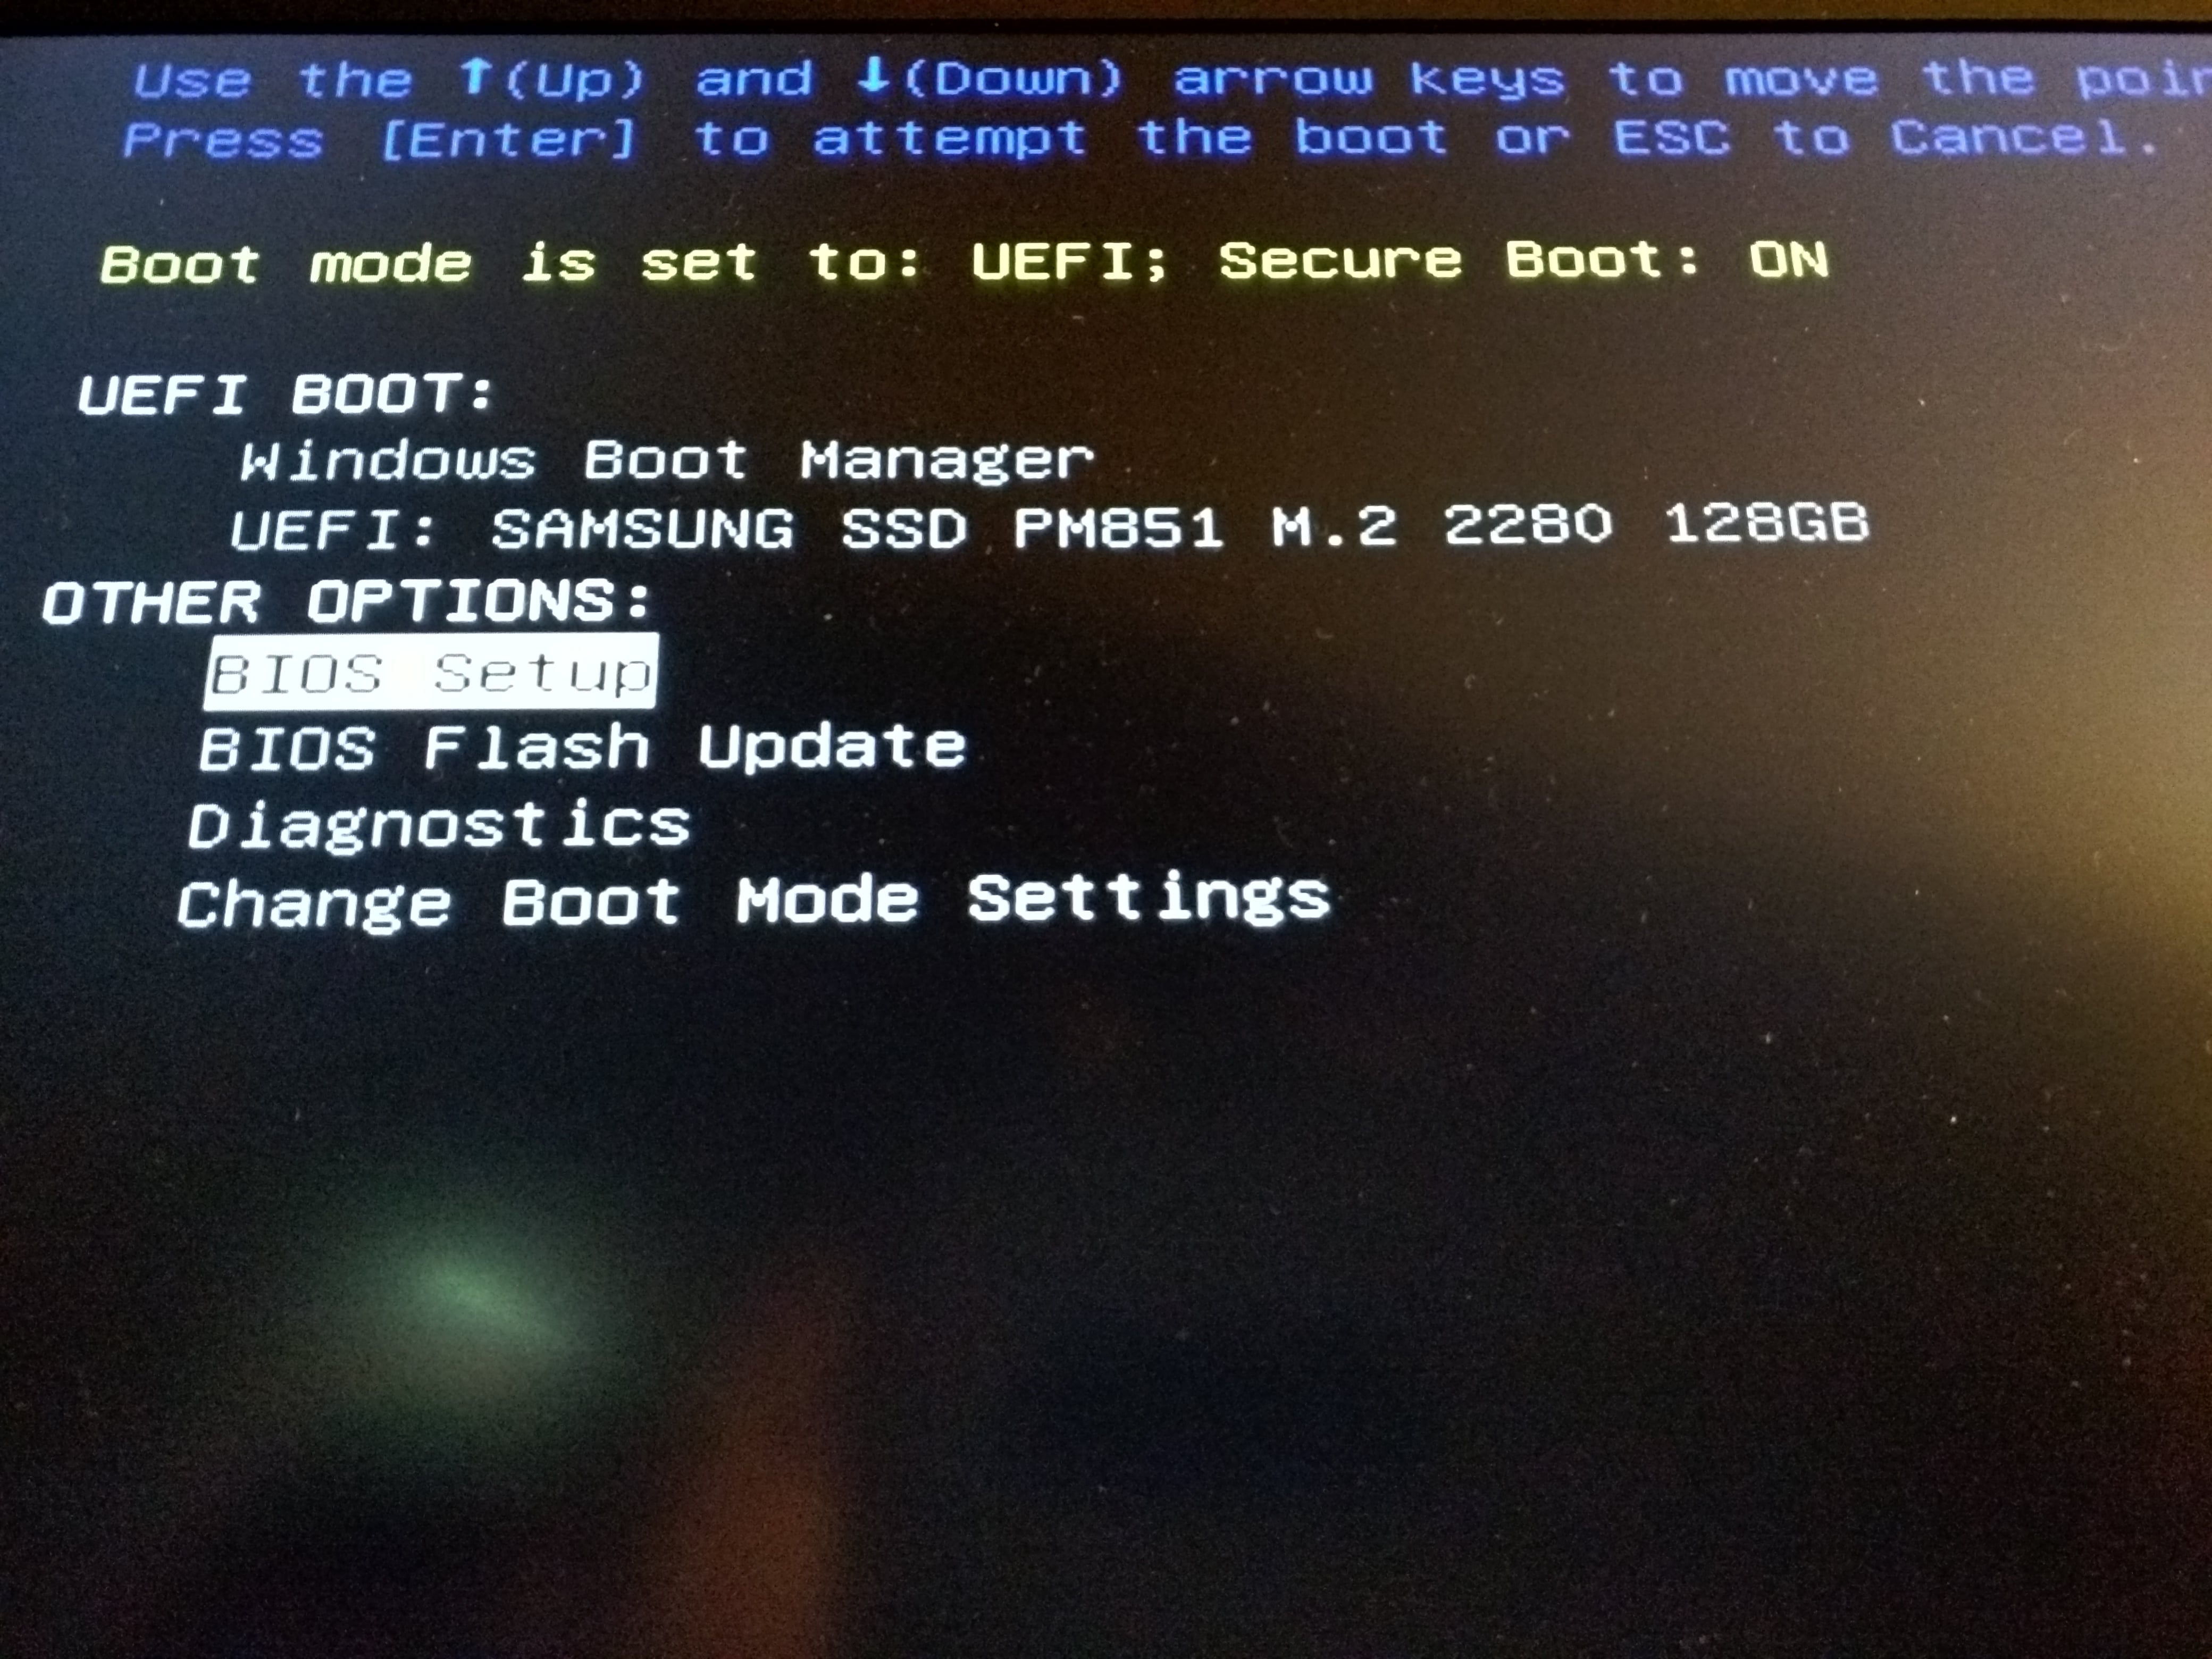 Use the ↑(Up) and ↓(Down) arrow keys to move the
Press [Enter] to attempt the boot or ESC to Cancel.
Boot mode is set to: UEFI; Secure Boot: ON
UEFI BOOT:
Windows Boot Manager
UEFI: SAMSUNG SSD PM851 M.2 2280 128GB
OTHER OPTIONS:
BIOS Setup
BIOS Flash Update
Diagnostics
Change Boot Mode Settings